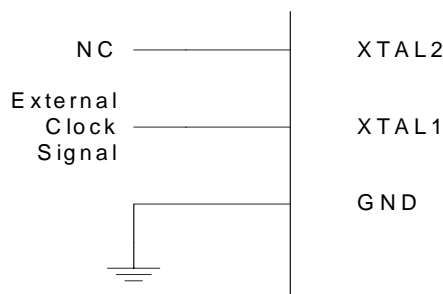 NC
XTAL2
External
Clock
Signal
XTAL1
GND